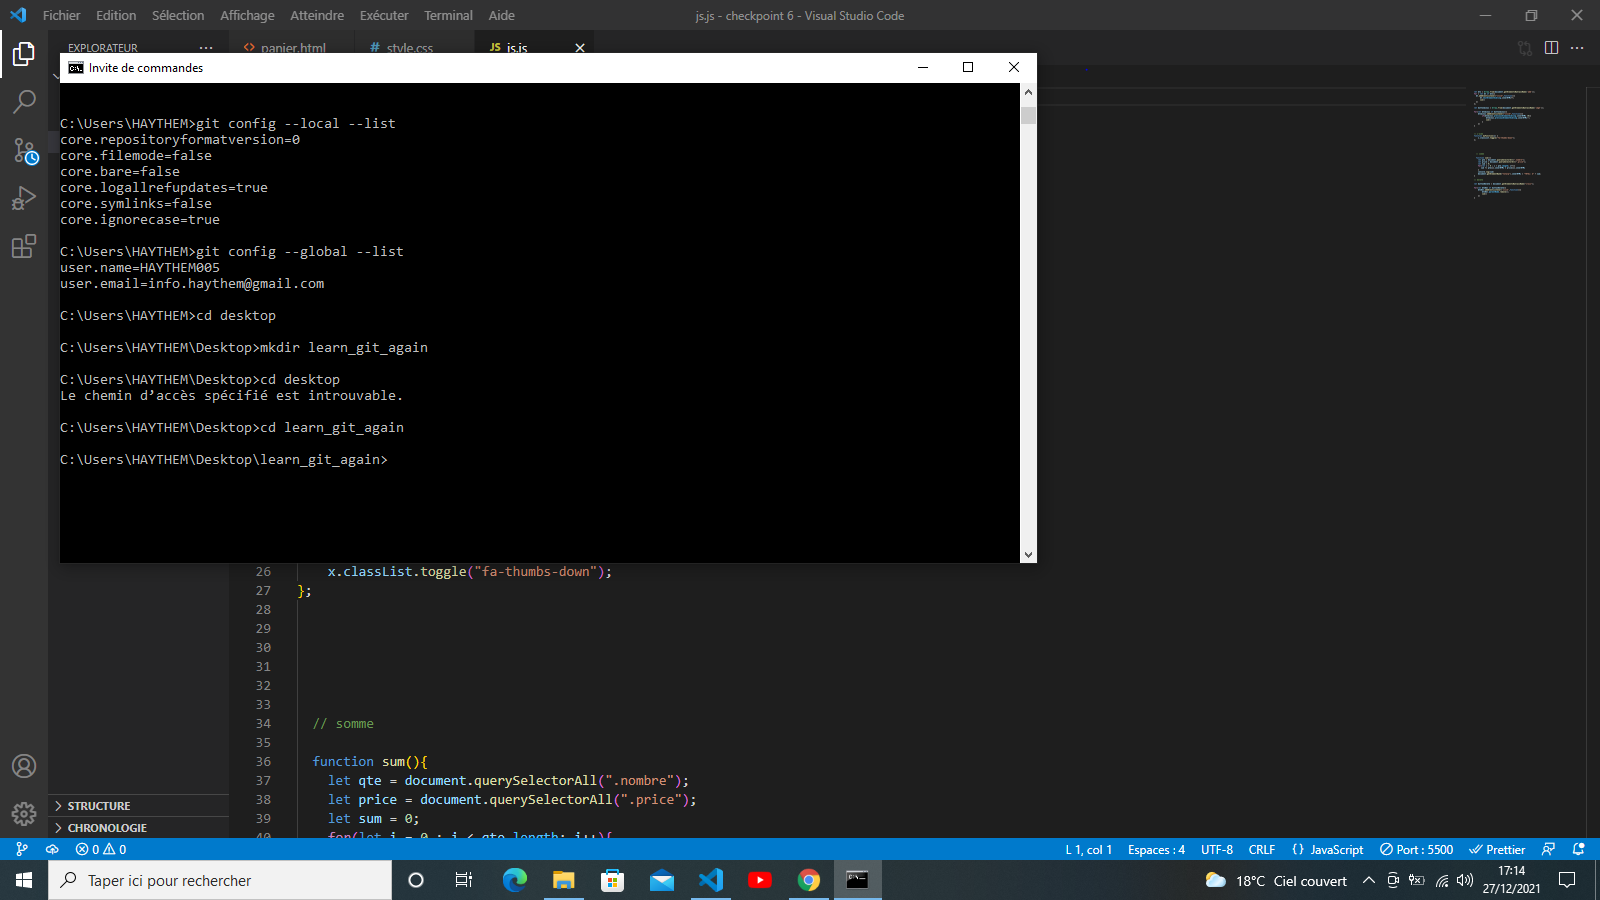 Fichier Edition Sélection Affichage Atteindre Exécuter Terminal Aide
js.js - checkpoint 6 - Visual Studio Code
EXPLORATEUR
panier.html
# style.css
JS js.js
Invite de commandes
C:\Users\HAYTHEM>git config --local --list
core.repositoryformatversion=0
core.filemode=false
core.bare=false
core.logallrefupdates=true
core.symlinks=false
core.ignorecase=true
C:\Users\HAYTHEM>git config --global --list
user.name=HAYTHEM005
user.email=info.haythem@gmail.com
C:\Users\HAYTHEM>cd desktop
C:\Users\HAYTHEM\Desktop>mkdir learn_git_again
C:\Users\HAYTHEM\Desktop>cd desktop
Le chemin d’accès spécifié est introuvable.
C:\Users\HAYTHEM\Desktop>cd learn_git_again
C:\Users\HAYTHEM\Desktop\learn_git_again>
26 x.classList.toggle("fa-thumbs-down");
27 };
28
29
30
31
32
33
34 // somme
35
36 function sum(){
37 let qte = document.querySelectorAll(".nombre");
38 let price = document.querySelectorAll(".price");
39 let sum = 0;
40 for(let i = 0 ; i < qte.length; i++){
STRUCTURE
CHRONOLOGIE
0 0
L 1, col 1 Espaces : 4 UTF-8 CRLF {} JavaScript Port : 5500 Prettier
Taper ici pour rechercher
18°C Ciel couvert
17:14
27/12/2021